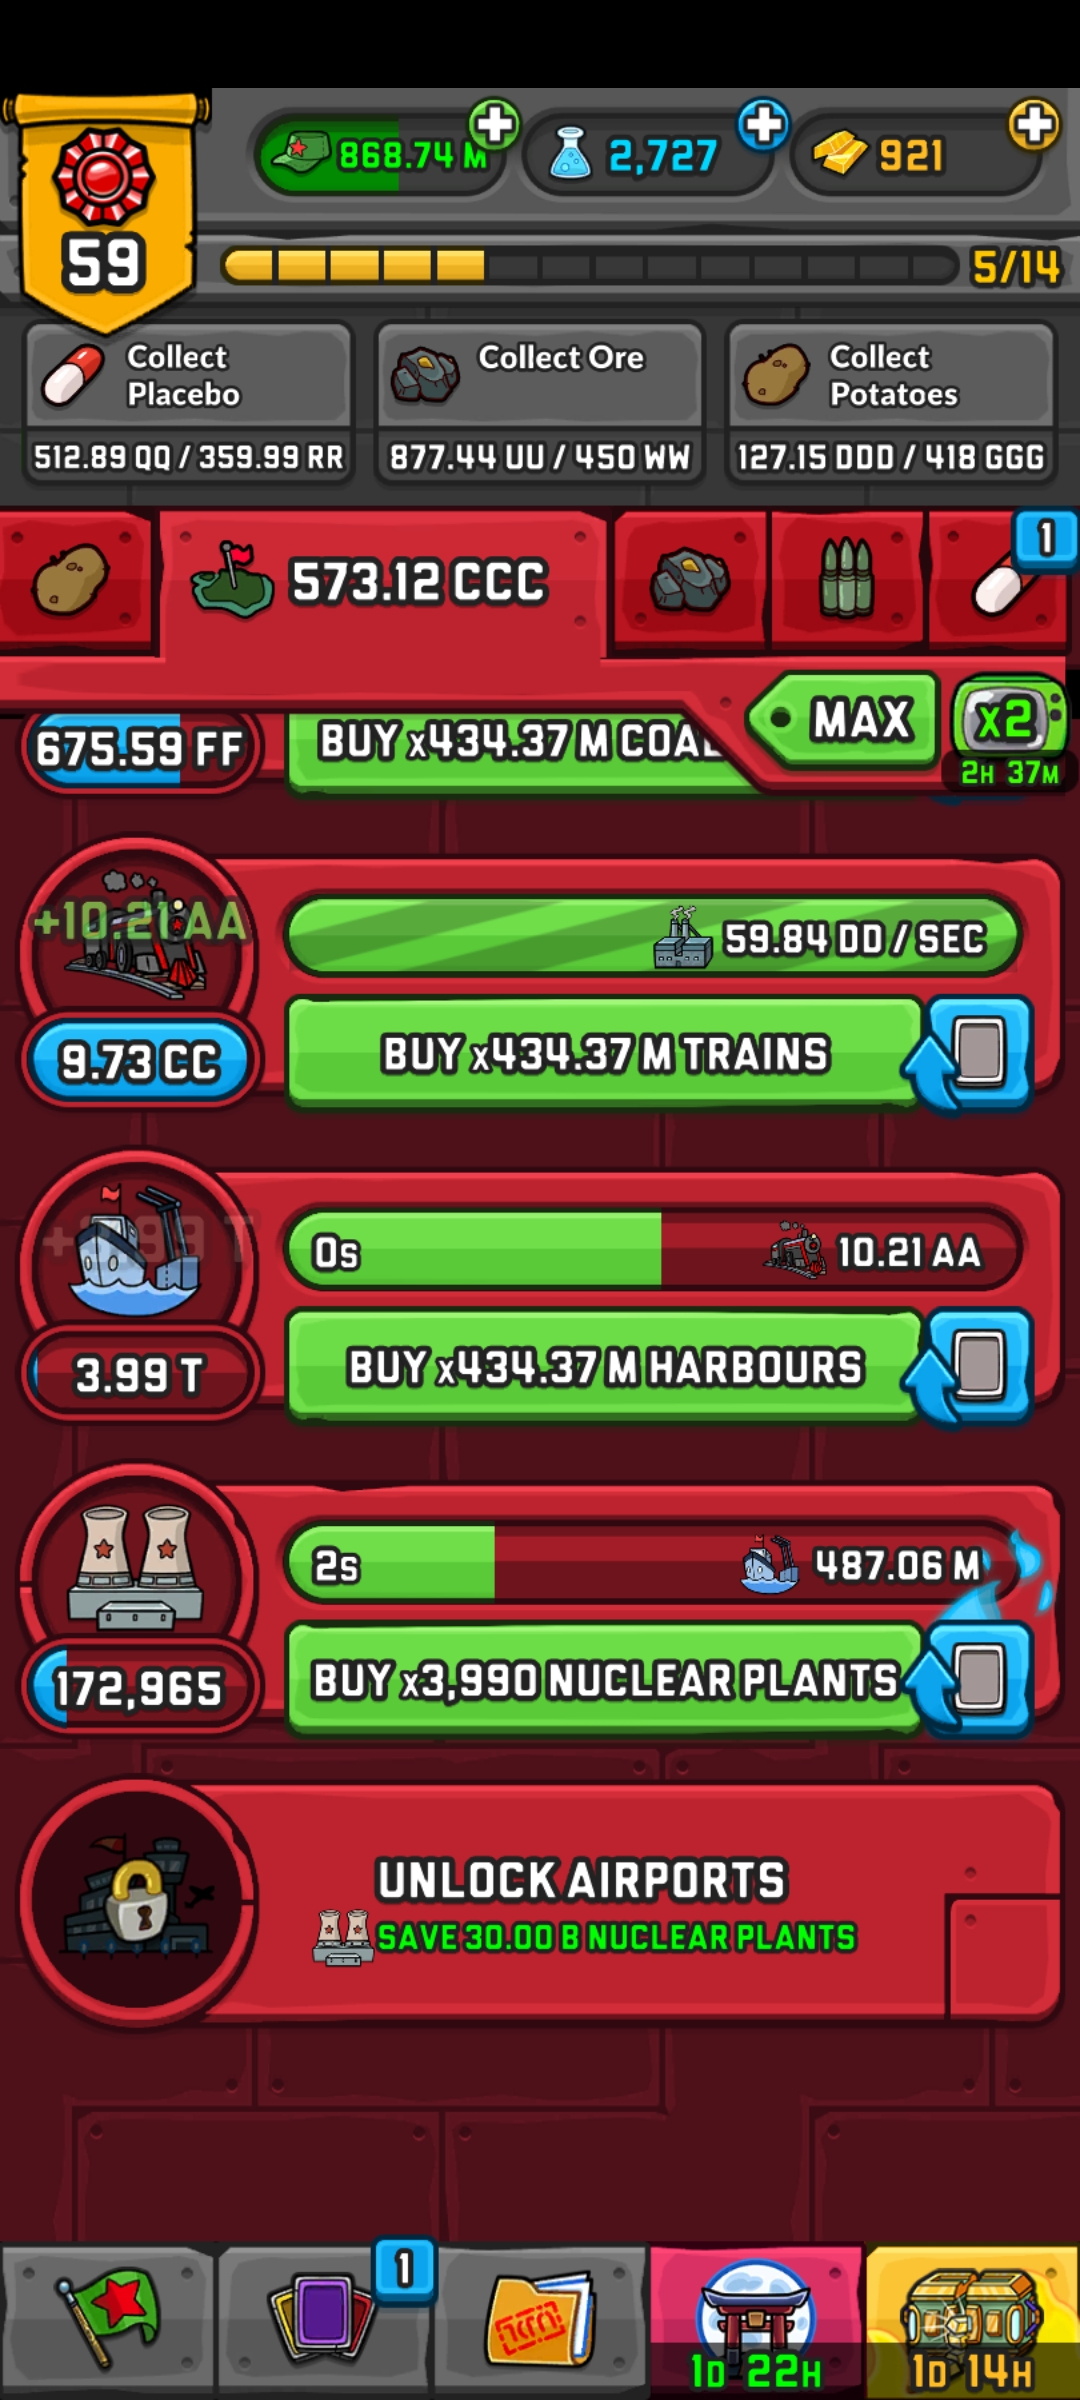 868.74 M
2,727
921
59
5/14
Collect
Placebo
512.89 QQ / 359.99 RR
Collect Ore
877.44 UU / 450 WW
Collect
Potatoes
127.15 DDD / 418 GGG
573.12 CCC
1
MAX
x2
2H 37M
675.59 FF
BUY x434.37 M COAL
+10.21 AA
59.84 DD / SEC
9.73 CC
BUY x434.37 M TRAINS
0s
10.21 AA
3.99 T
BUY x434.37 M HARBOURS
2s
487.06 M
172,965
BUY x3,990 NUCLEAR PLANTS
UNLOCK AIRPORTS
SAVE 30.00 B NUCLEAR PLANTS
1
1D 22H
1D 14H